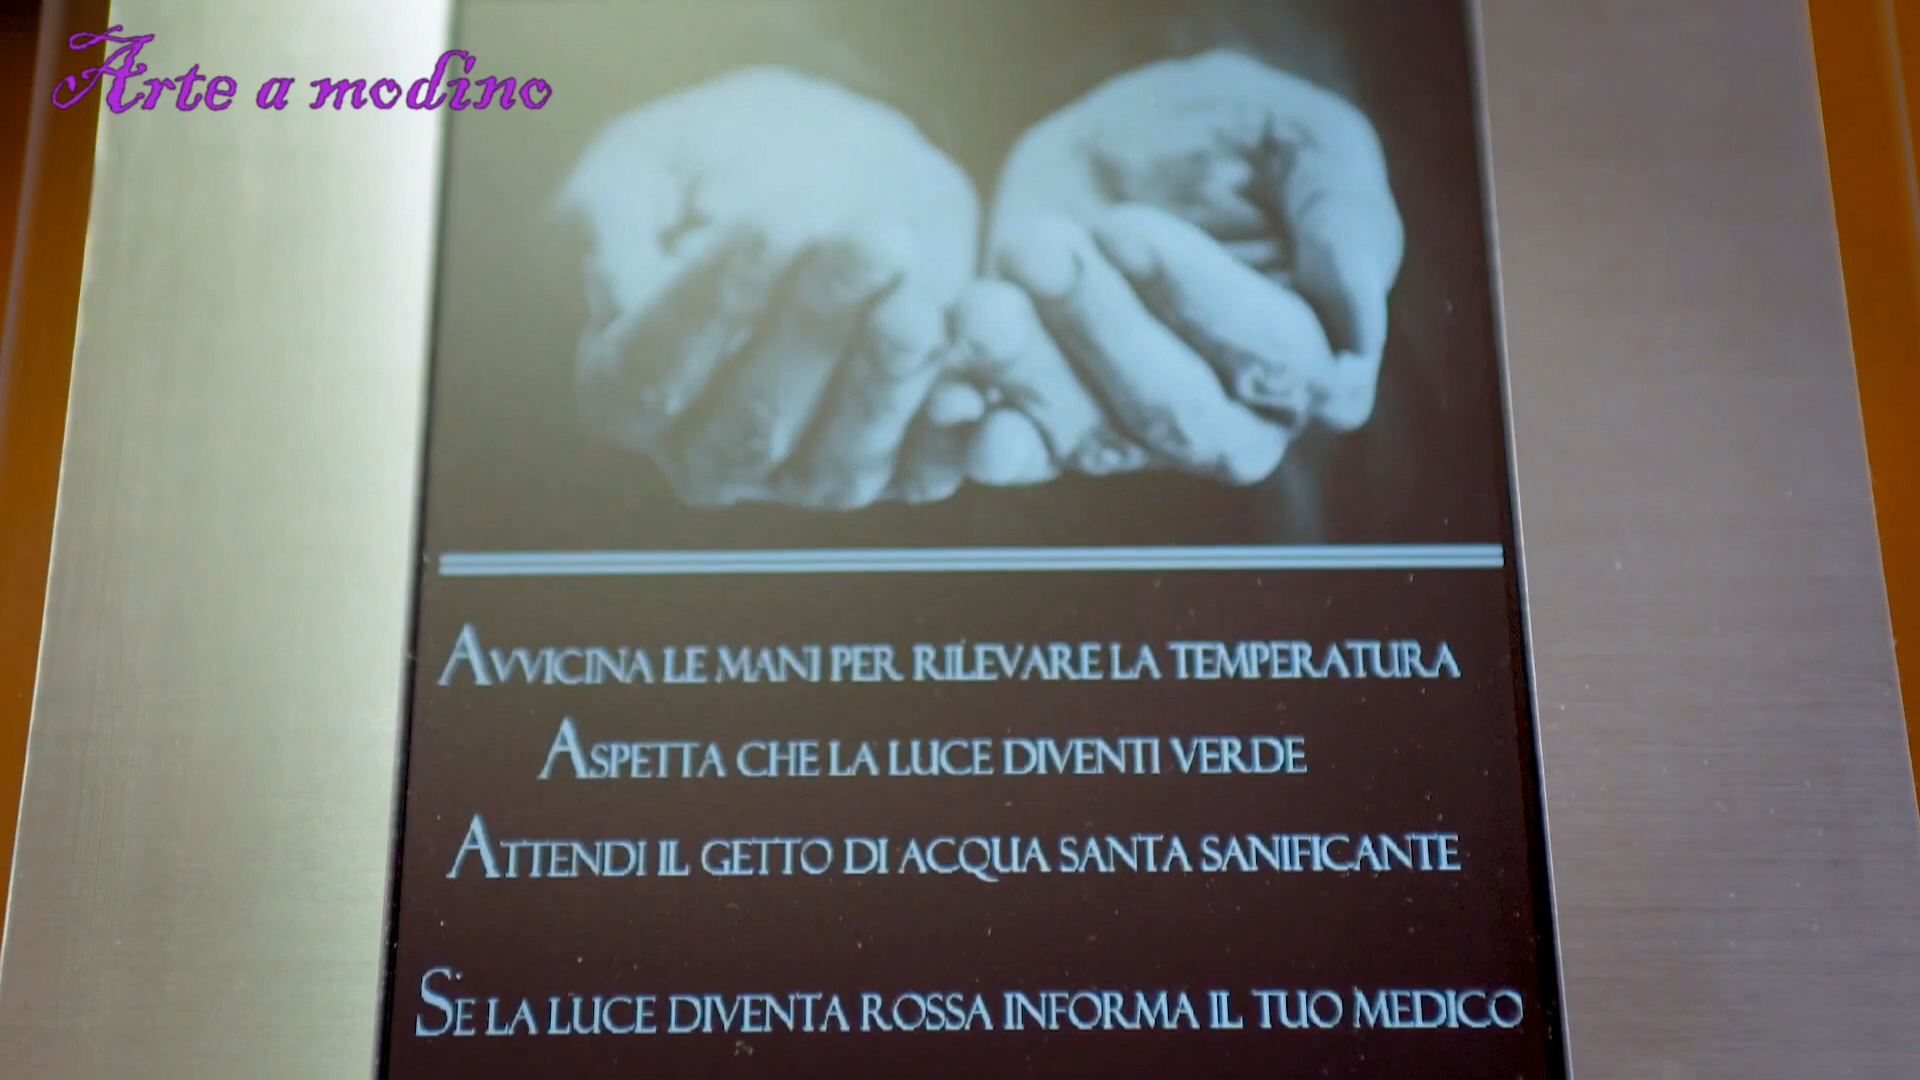 Arte a modino
AVVICINA LE MANI PER RILEVARE LA TEMPERATURA
ASPETTA CHE LA LUCE DIVENTI VERDE
ATTENDI IL GETTO DI ACQUA SANTA SANIFICANTE
SE LA LUCE DIVENTA ROSSA INFORMA IL TUO MEDICO